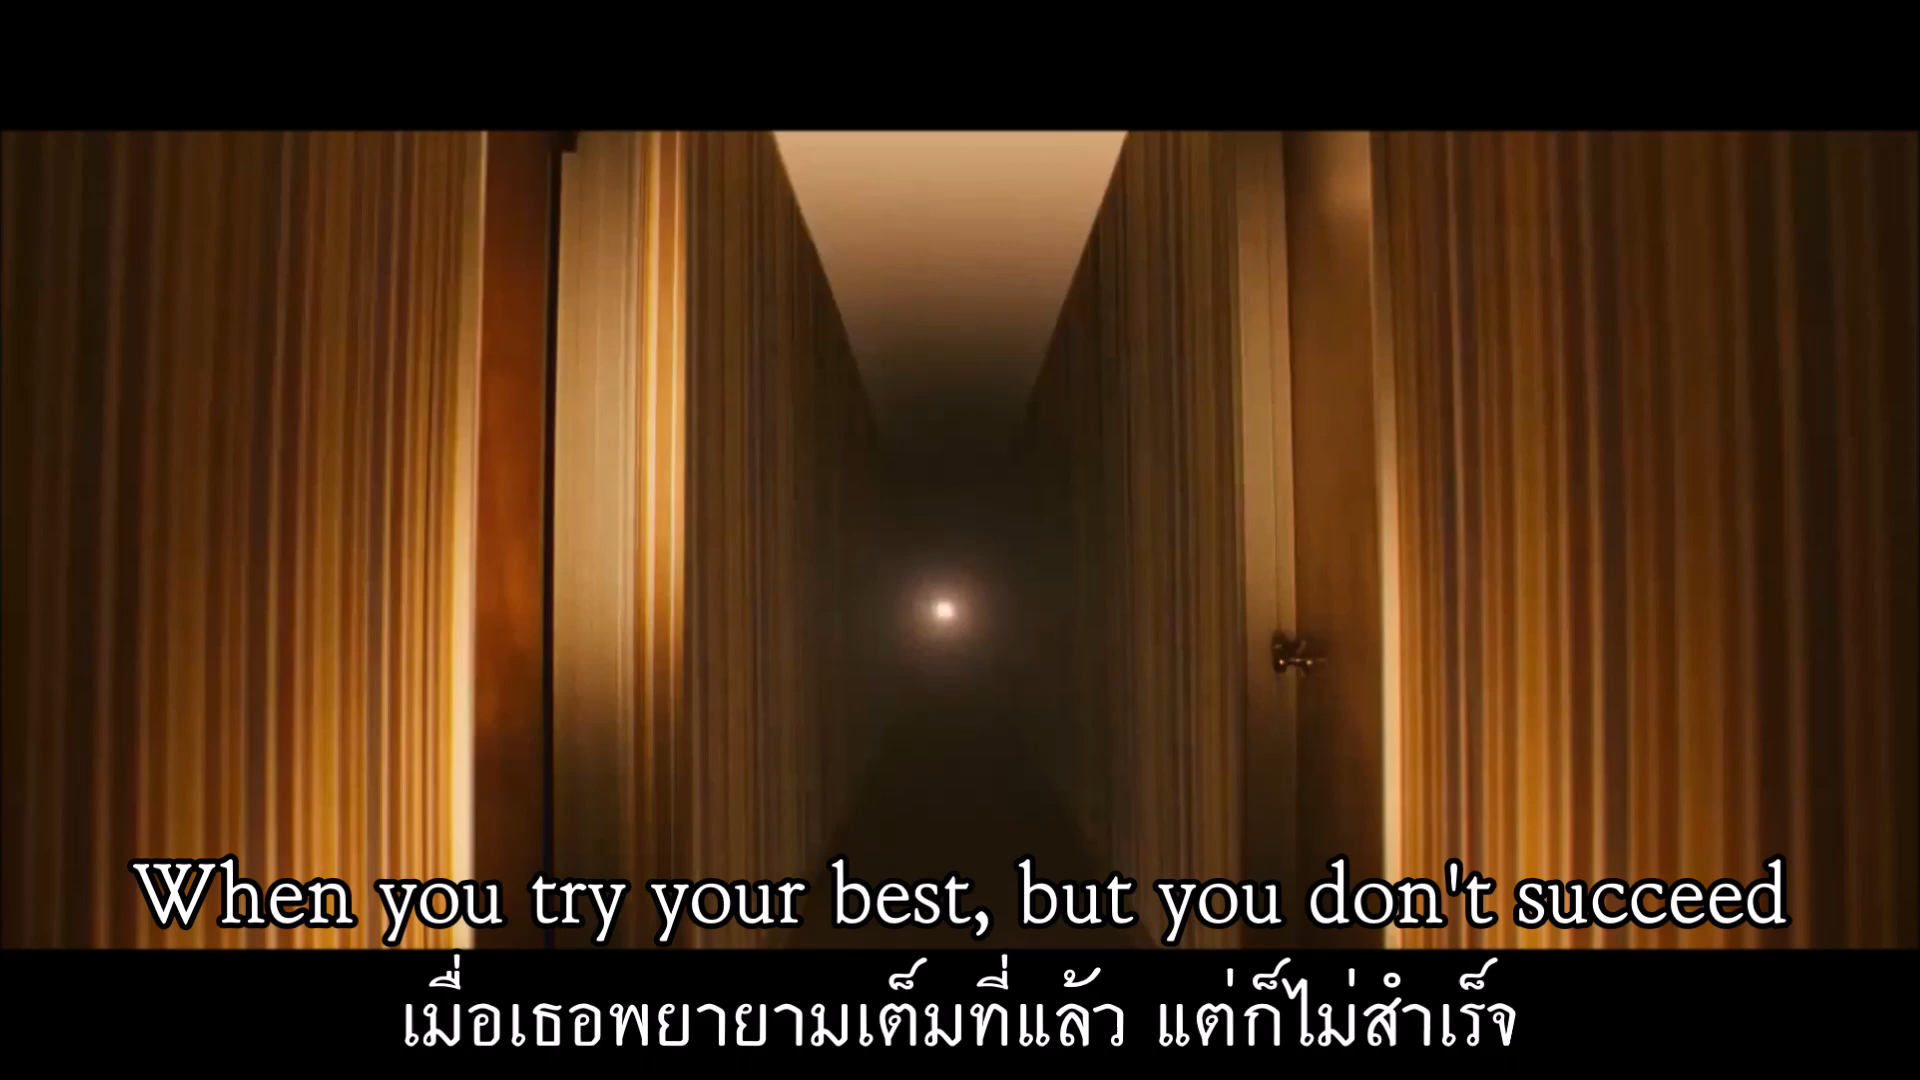 When you try your best, but you don't succeed
เมื่อเธอพยายามเต็มที่แล้ว แต่ก็ไม่สำเร็จ